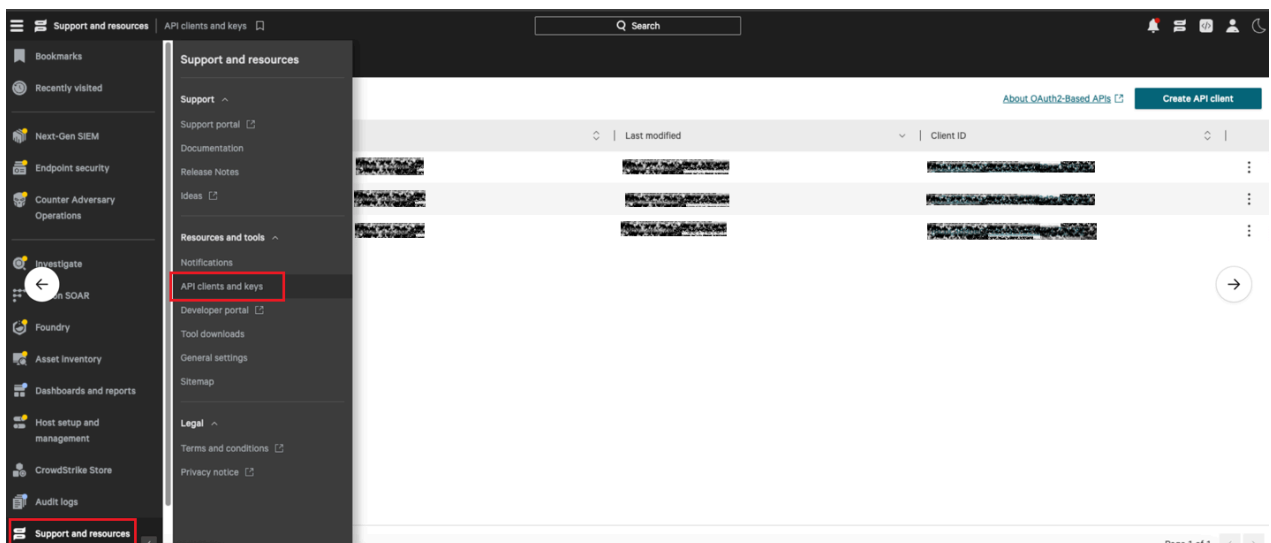 Support and resources
API clients and keys
Search
Bookmarks
Recently visited
Next-Gen SIEM
Endpoint security
Counter Adversary
Operations
Investigate
SOAR
Foundry
Asset inventory
Dashboards and reports
Host setup and
management
CrowdStrike Store
Audit logs
Support and resources
Support and resources
Support
Support portal
Documentation
Release Notes
Ideas
Resources and tools
Notifications
API clients and keys
Developer portal
Tool downloads
General settings
Sitemap
Legal
Terms and conditions
Privacy notice
About OAuth2-Based APIs
Create API client
Last modified
Client ID
Page 1 of 1